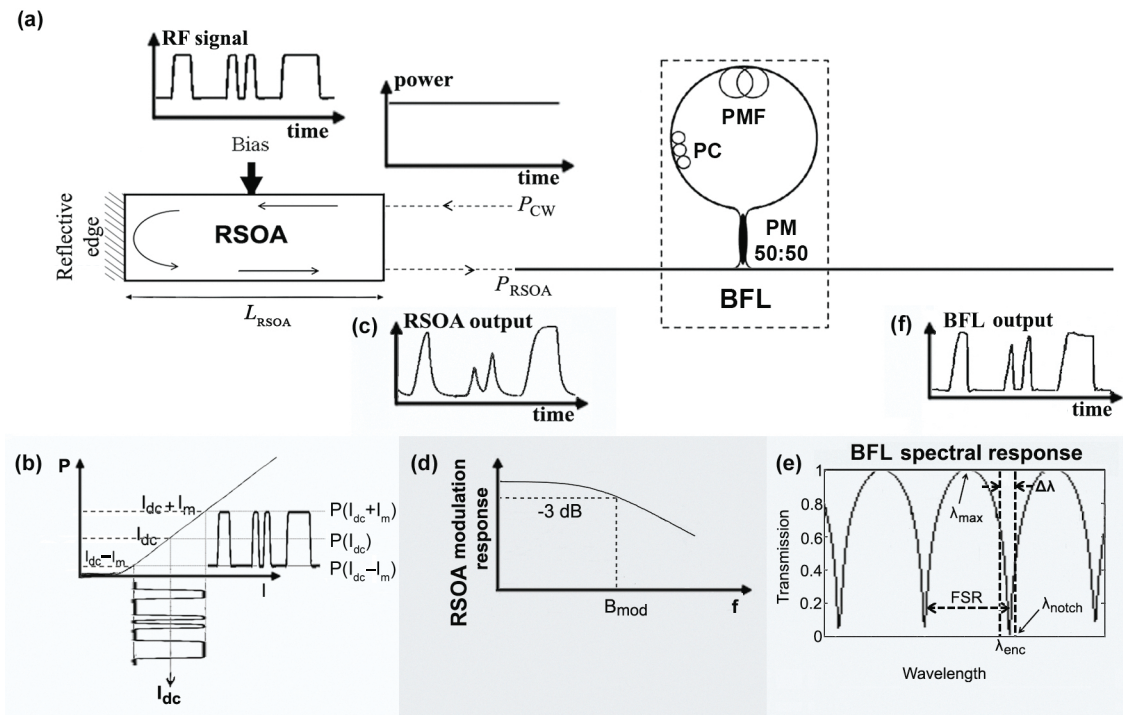 (a)
RF signal
time
power
time
Bias
Reflective
edge
RSOA
P_CW
P_RSOA
L_RSOA
PMF
PC
PM
50:50
BFL
(c)
RSOA output
time
(f)
BFL output
time
(b)
P
I_dc+I_m
I_dc
I_dc−I_m
P(I_dc+I_m)
P(I_dc)
P(I_dc−I_m)
I
I_dc
(d)
RSOA modulation
response
-3 dB
B_mod
f
(e)
BFL spectral response
Transmission
1
0.8
0.6
0.4
0.2
0
Δλ
λ_max
FSR
λ_notch
λ_enc
Wavelength